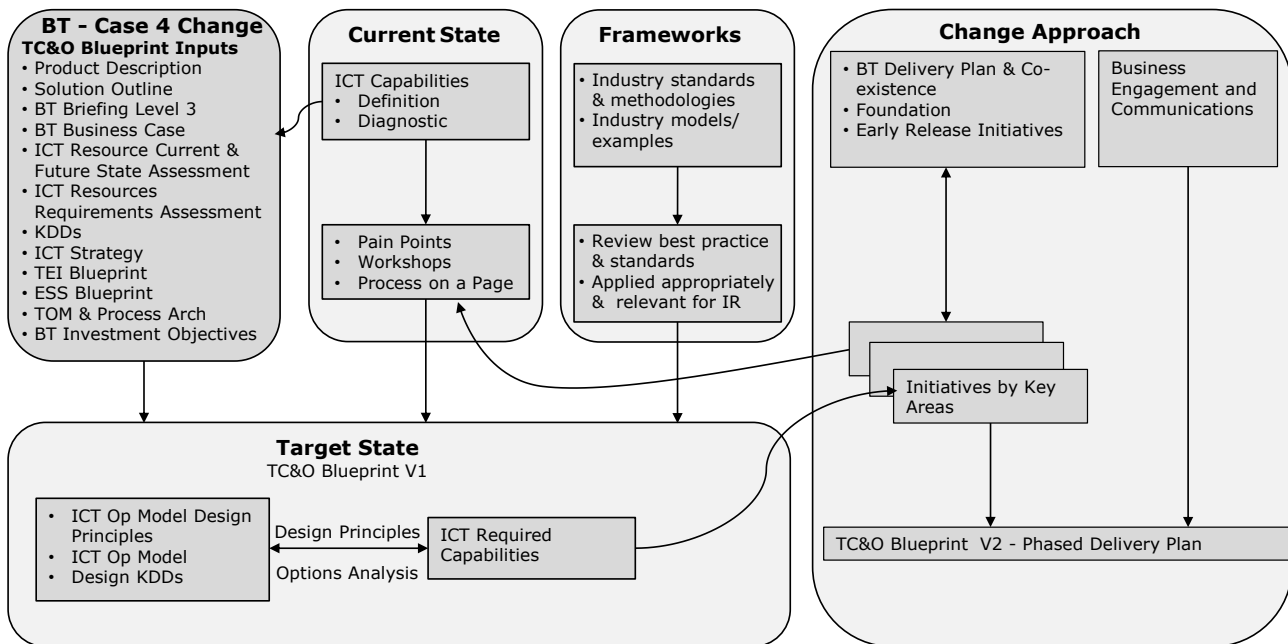 BT - Case 4 Change
TC&O Blueprint Inputs
• Product Description
• Solution Outline
• BT Briefing Level 3
• BT Business Case
• ICT Resource Current &
Future State Assessment
• ICT Resources
Requirements Assessment
• KDDs
• ICT Strategy
• TEI Blueprint
• ESS Blueprint
• TOM & Process Arch
• BT Investment Objectives
Current State
ICT Capabilities
• Definition
• Diagnostic
• Pain Points
• Workshops
• Process on a Page
Frameworks
• Industry standards
& methodologies
• Industry models/
examples
• Review best practice
& standards
• Applied appropriately
& relevant for IR
Change Approach
• BT Delivery Plan & Co-
existence
• Foundation
• Early Release Initiatives
Business
Engagement and
Communications
Initiatives by Key
Areas
TC&O Blueprint V2 - Phased Delivery Plan
Target State
TC&O Blueprint V1
• ICT Op Model Design
Principles
• ICT Op Model
• Design KDDs
Design Principles
Options Analysis
ICT Required
Capabilities